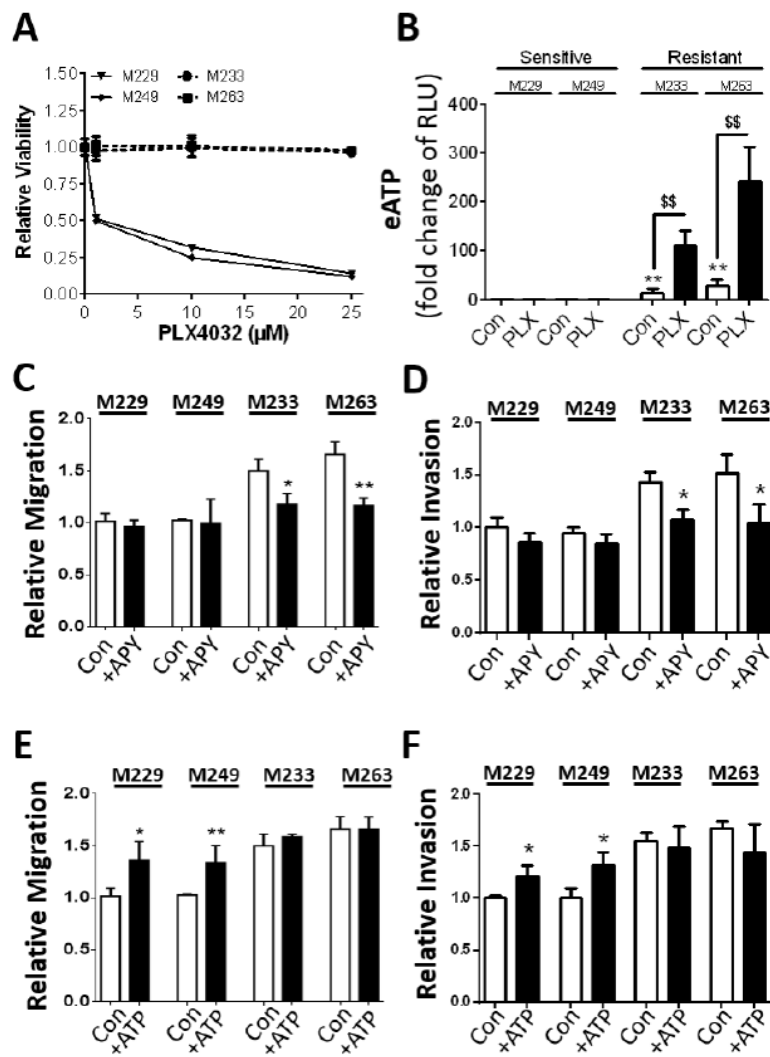 A
1.50
1.25
1.00
0.75
0.50
0.25
0.00
Relative Viability
M229
M249
M233
M263
0 5 10 15 20 25
PLX4032 (µM)
B
Sensitive Resistant
M229 M249 M233 M263
400
300
200
100
0
eATP
(fold change of RLU)
$$
$$
** **
Con PLX Con PLX Con PLX Con PLX
C
M229 M249 M233 M263
2.0
1.5
1.0
0.5
0.0
Relative Migration
* **
Con +APY Con +APY Con +APY Con +APY
D
M229 M249 M233 M263
2.0
1.5
1.0
1.5
1.0
Relative Invasion
* *
Con +APY Con +APY Con +APY Con +APY
E
M229 M249 M233 M263
2.0
1.5
1.0
0.5
0.0
Relative Migration
* **
Con +ATP Con +ATP Con +ATP Con +ATP
F
M229 M249 M233 M263
2.0
1.5
1.0
1.5
0.0
Relative Invasion
* *
Con +ATP Con +ATP Con +ATP Con +ATP